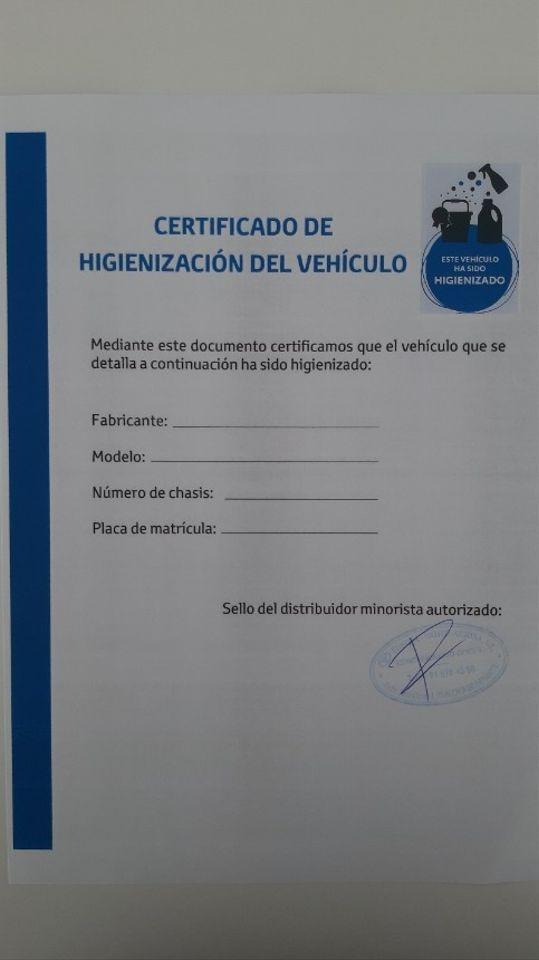 CERTIFICADO DE
HIGIENIZACIÓN DEL VEHÍCULO
ESTE VEHÍCULO
HA SIDO
HIGIENIZADO
Mediante este documento certificamos que el vehículo que se
detalla a continuación ha sido higienizado:
Fabricante:
Modelo:
Número de chasis:
Placa de matrícula:
Sello del distribuidor minorista autorizado: